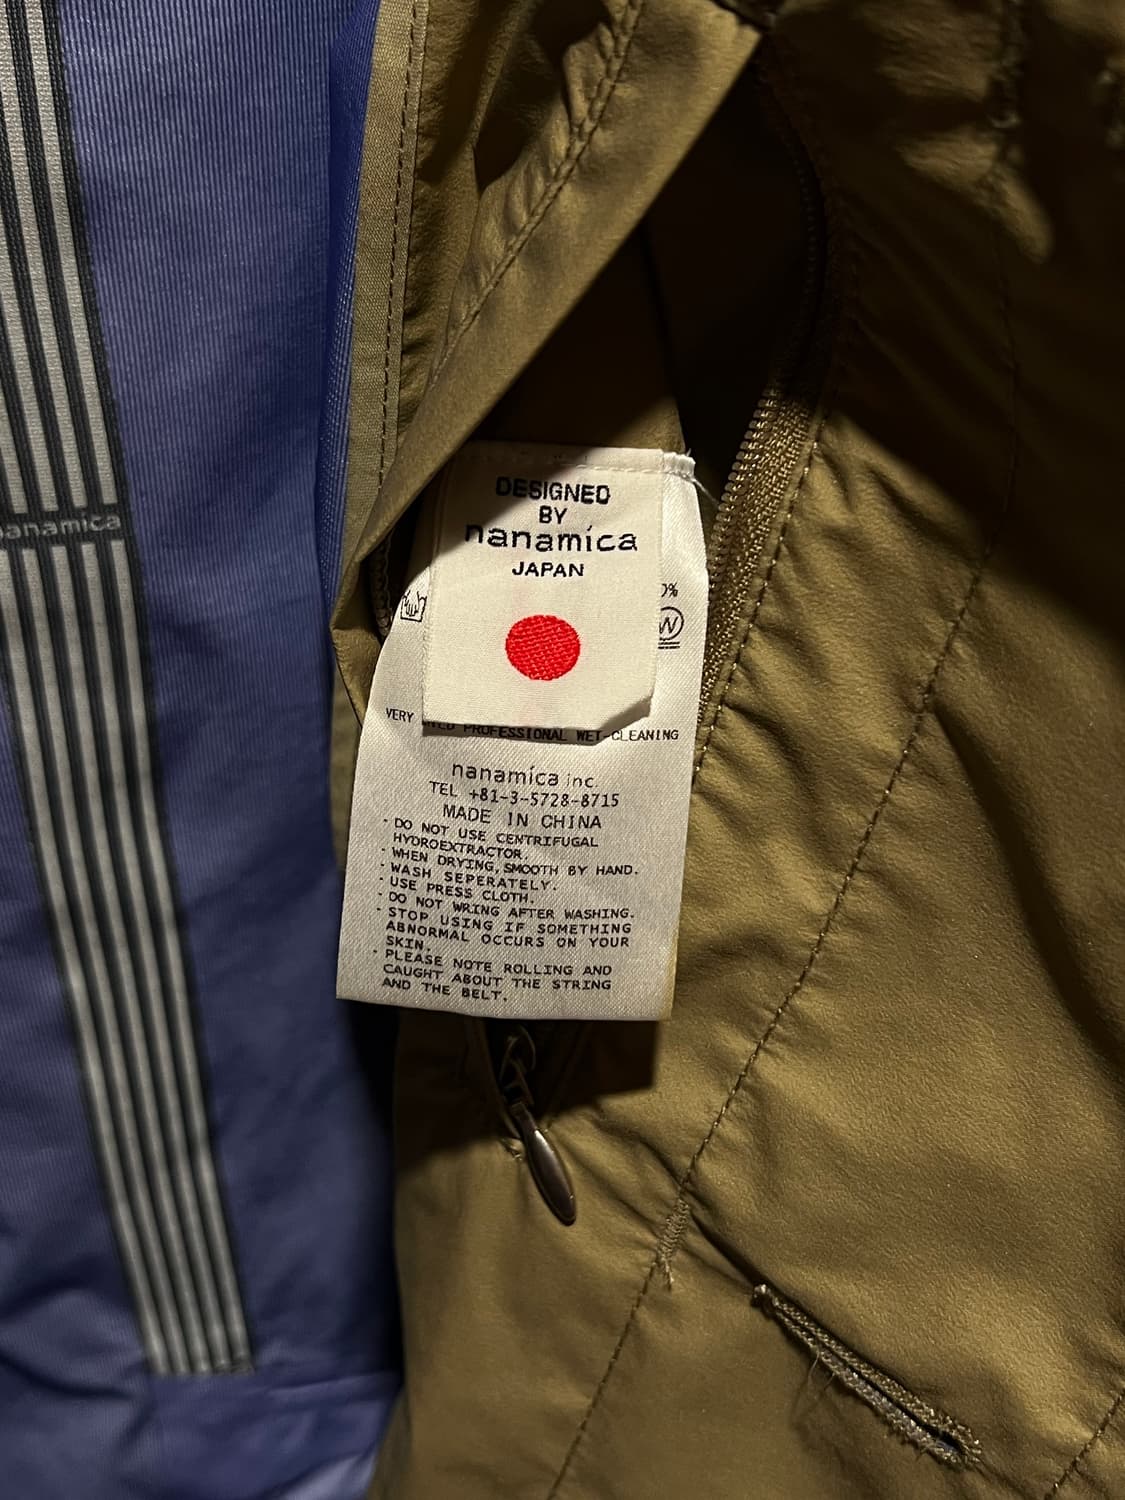 nanamica
DESIGNED
BY
nanamica
JAPAN
0%
W
VERY PROFESSIONAL WET-CLEANING
nanamica inc.
TEL +81-3-5728-8715
MADE IN CHINA
- DO NOT USE CENTRIFUGAL
HYDROEXTRACTOR.
- WHEN DRYING, SMOOTH BY HAND.
- WASH SEPERATELY.
- USE PRESS CLOTH.
- DO NOT WRING AFTER WASHING.
- STOP USING IF SOMETHING
ABNORMAL OCCURS ON YOUR
SKIN.
- PLEASE NOTE ROLLING AND
CAUGHT ABOUT THE STRING
AND THE BELT.